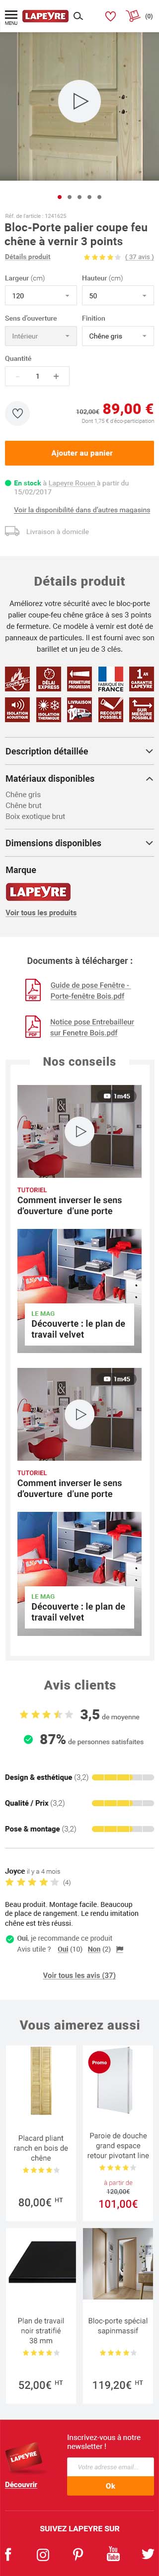 MENU
LAPEYRE
(0)
Réf. de l'article : 1241625
Bloc-Porte palier coupe feu
chêne à vernir 3 points
Détails produit
( 37 avis )
Largeur (cm)
Hauteur (cm)
120
50
Sens d'ouverture
Finition
Intérieur
Chêne gris
Quantité
- 1 +
102,00€
89,00 €
Dont 1,75 € d'éco-participation
Ajouter au panier
En stock à Lapeyre Rouen à partir du
15/02/2017
Voir la disponibilité dans d'autres magasins
Livraison à domicile
Détails produit
Améliorez votre sécurité avec le bloc-porte
palier coupe-feu chêne grâce à ses 3 points
de fermeture. Ce modèle a été crée dans de
panneaux de particules. Il est fourni avec son
barillet et un jeu de 3 clés.
DÉLAI
EXPRESS
FERMETURE
PROGRESSIVE
FABRIQUÉ
EN FRANCE
GARANTIE
LAPEYRE
ISOLATION
ACOUSTIQUE
ISOLATION
THERMIQUE
LIVRAISON
RECOUPE
POSSIBLE
SUR
MESURE
POSSIBLE
Description détaillée
Matériaux disponibles
Chêne gris
Chêne brut
Boix exotique brut
Dimensions disponibles
Marque
LAPEYRE
Voir tous les produits
Documents à télécharger :
PDF
Guide de pose Fenêtre -
Porte-fenêtre Bois.pdf
PDF
Notice pose Entrebailleur
sur Fenetre Bois.pdf
Nos conseils
1m45
TUTORIEL
Comment inverser le sens
d'ouverture d'une porte
LE MAG
Découverte : le plan de
travail velvet
1m45
TUTORIEL
Comment inverser le sens
d'ouverture d'une porte
LE MAG
Découverte : le plan de
travail velvet
Avis clients
3,5 de moyenne
87% de personnes satisfaites
Design & esthétique (3,2)
Qualité / Prix (3,2)
Pose & montage (3,2)
Joyce il y a 4 mois
(4)
Beau produit. Montage facile. Beaucoup
de place de rangement. Le rendu imitation
chêne est très réussi.
Oui, je recommande ce produit
Avis utile ? Oui (10) Non (2)
Voir tous les avis (37)
Vous aimerez aussi
Placard pliant
ranch en bois de
chêne
80,00€ HT
Promo
Paroie de douche
grand espace
retour pivotant line
à partir de
120,00€
101,00€
Plan de travail
noir stratifié
38 mm
52,00€ HT
Bloc-porte spécial
sapinmassif
119,20€ HT
LAPEYRE
Découvrir
Inscrivez-vous à notre
newsletter !
Votre adresse email...
Ok
SUIVEZ LAPEYRE SUR
You
Tube